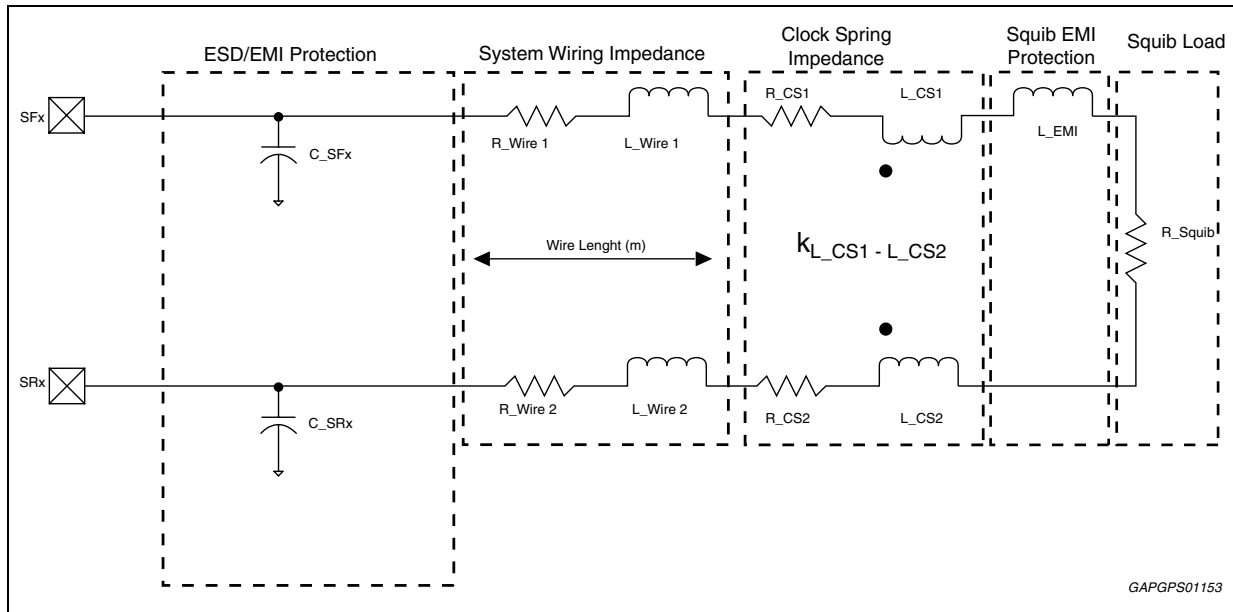 ESD/EMI Protection
System Wiring Impedance
Clock Spring
Impedance
Squib EMI
Protection
Squib Load
SFx
C_SFx
R_Wire 1
L_Wire 1
R_CS1
L_CS1
L_EMI
R_Squib
Wire Lenght (m)
kL_CS1 - L_CS2
SRx
C_SRx
R_Wire 2
L_Wire 2
R_CS2
L_CS2
GAPGPS01153